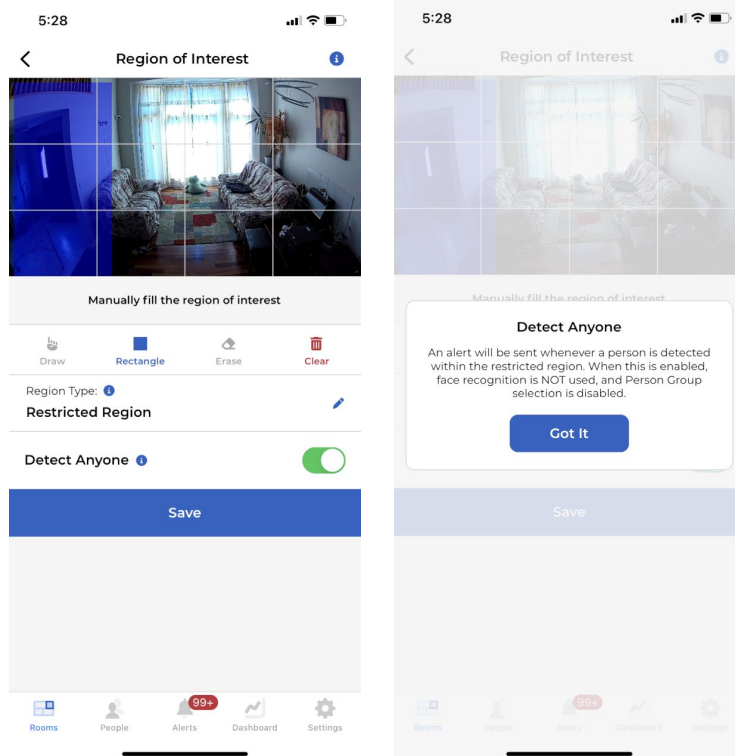 5:28
Region of Interest
Manually fill the region of interest
Draw
Rectangle
Erase
Clear
Region Type:
Restricted Region
Detect Anyone
Save
99+
Rooms
People
Alerts
Dashboard
Settings
5:28
Region of Interest
Manually fill the region of interest
Detect Anyone
An alert will be sent whenever a person is detected
within the restricted region. When this is enabled,
face recognition is NOT used, and Person Group
selection is disabled.
Got It
Save
99+
Rooms
People
Alerts
Dashboard
Settings